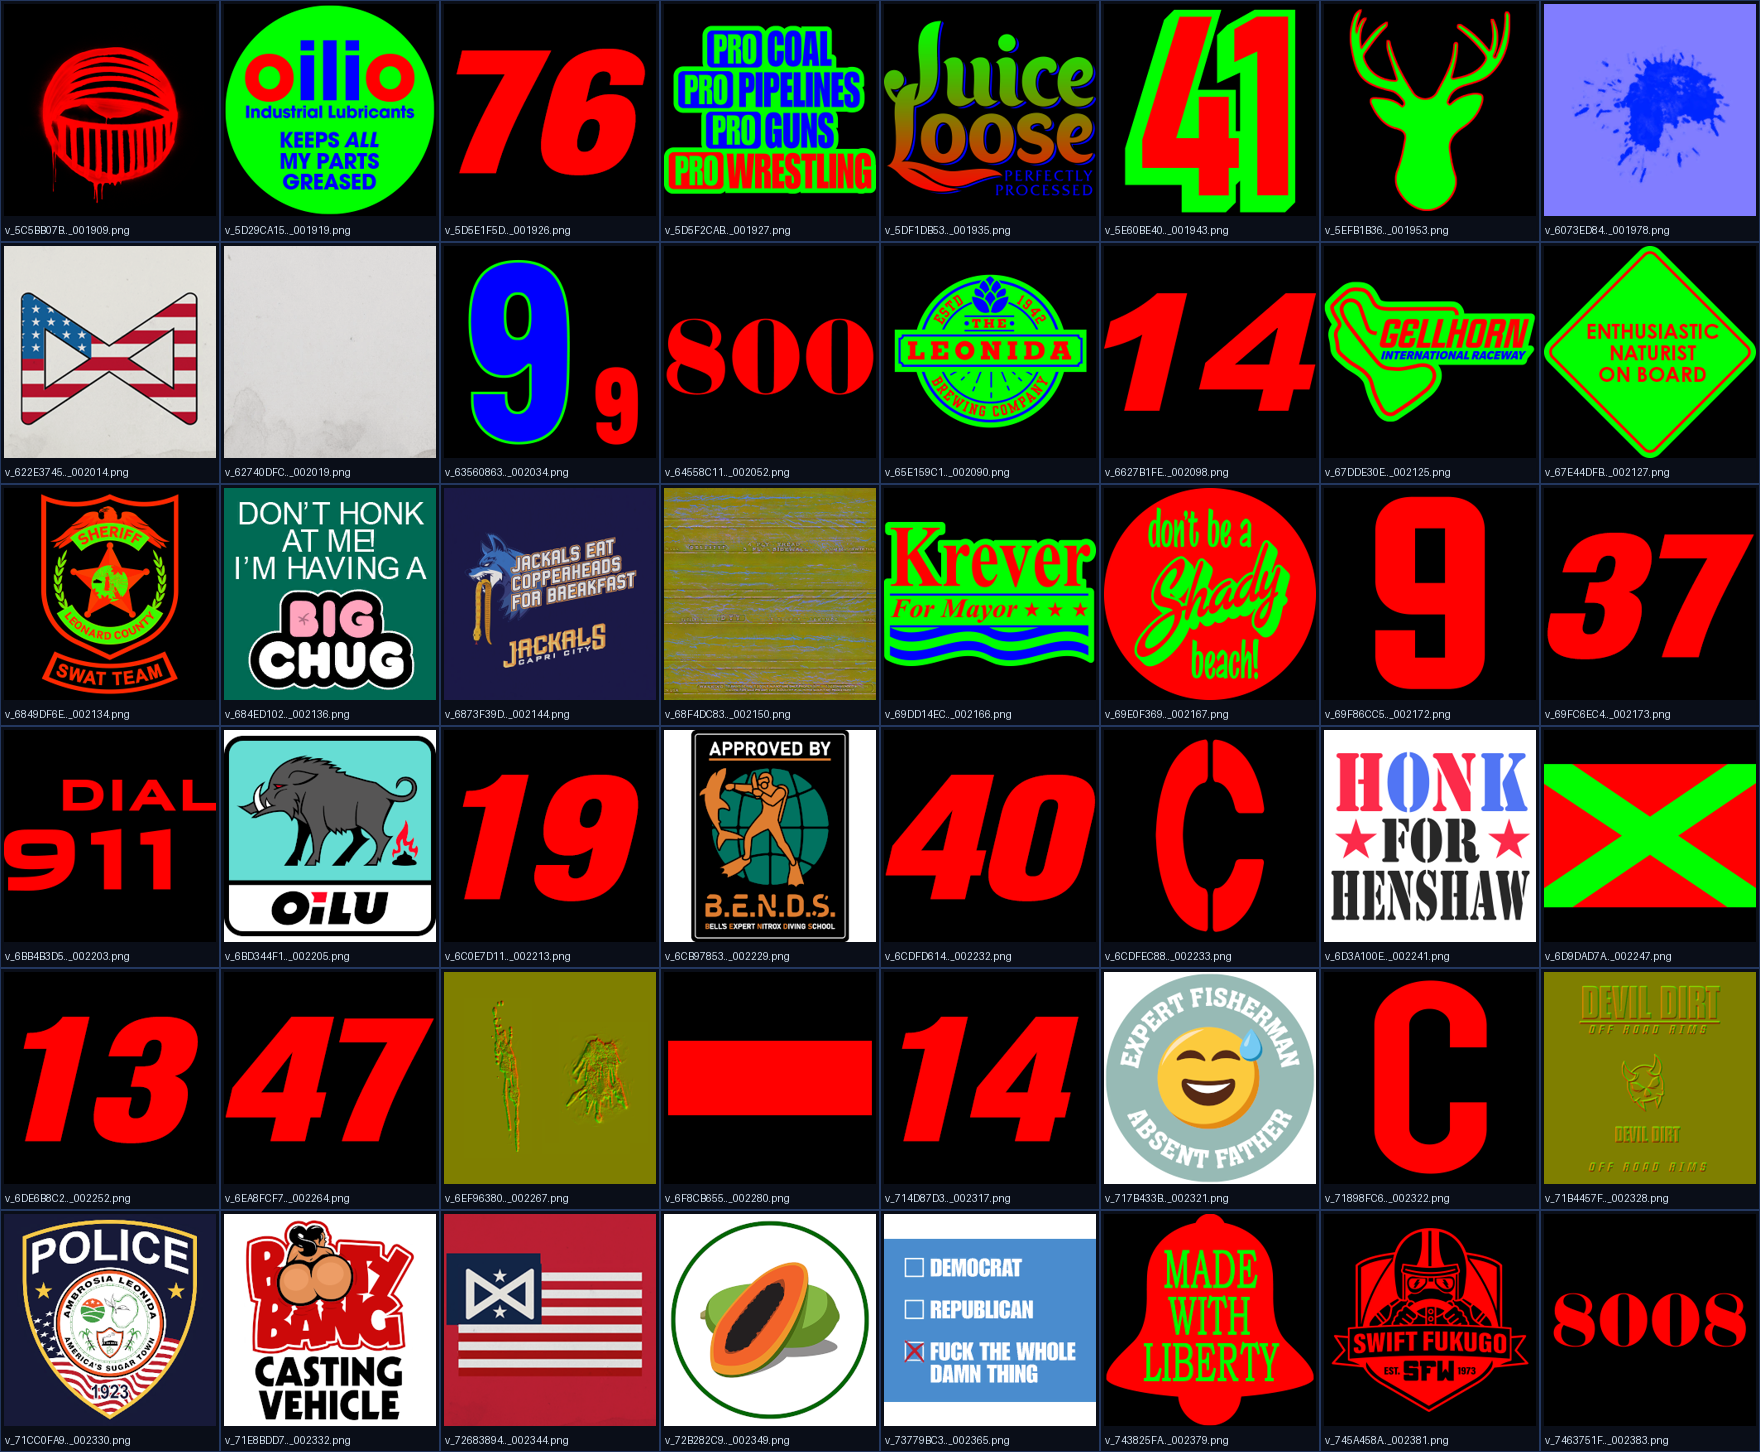 oilio
Industrial Lubricants
KEEPS ALL
MY PARTS
GREASED
76
PRO COAL
PRO PIPELINES
PRO GUNS
PRO WRESTLING
Juice
Loose
PERFECTLY
PROCESSED
41
v_5C5BB07B.._001909.png
v_5D29CA15.._001919.png
v_5D5E1F5D.._001926.png
v_5D5F2CAB.._001927.png
v_5DF1DB53.._001935.png
v_5E60BE40.._001943.png
v_5EFB1B36.._001953.png
v_6073ED84.._001978.png
9
9
800
ESTD 1942
THE
LEONIDA
BREWING COMPANY
14
GELLHORN
INTERNATIONAL RACEWAY
ENTHUSIASTIC
NATURIST
ON BOARD
v_622E3745.._002014.png
v_62740DFC.._002019.png
v_63560863.._002034.png
v_64558C11.._002052.png
v_65E159C1.._002090.png
v_6627B1FE.._002098.png
v_67DDE30E.._002125.png
v_67E44DFB.._002127.png
SHERIFF
LEONARD COUNTY
SWAT TEAM
DON'T HONK
AT ME!
I'M HAVING A
BIG
CHUG
JACKALS EAT
COPPERHEADS
FOR BREAKFAST
JACKALS
CAPRI CITY
Krever
For Mayor
don't be a
Shady
beach!
9
37
v_6849DF6E.._002134.png
v_684ED102.._002136.png
v_6873F39D.._002144.png
v_68F4DC83.._002150.png
v_69DD14EC.._002166.png
v_69E0F369.._002167.png
v_69F86CC5.._002172.png
v_69FC6EC4.._002173.png
DIAL
911
OiLU
19
APPROVED BY
B.E.N.D.S.
BELL'S EXPERT NITROX DIVING SCHOOL
40
C
HONK
FOR
HENSHAW
v_6BB4B3D5.._002203.png
v_6BD344F1.._002205.png
v_6C0E7D11.._002213.png
v_6CB97853.._002229.png
v_6CDFD614.._002232.png
v_6CDFEC88.._002233.png
v_6D3A100E.._002241.png
v_6D9DAD7A.._002247.png
13
47
14
EXPERT FISHERMAN
ABSENT FATHER
C
DEVIL DIRT
OFF ROAD RIMS
DEVIL DIRT
OFF ROAD RIMS
v_6DE6B8C2.._002252.png
v_6EA8FCF7.._002264.png
v_6EF96380.._002267.png
v_6F8CB655.._002280.png
v_714D87D3.._002317.png
v_717B433B.._002321.png
v_71898FC6.._002322.png
v_71B4457F.._002328.png
POLICE
AMBROSIA LEONIDA
AMERICA'S SUGAR TOWN
1923
BOOTY
BANG
CASTING
VEHICLE
DEMOCRAT
REPUBLICAN
FUCK THE WHOLE
DAMN THING
MADE
WITH
LIBERTY
SWIFT FUKUGO
EST. SFW 1973
8008
v_71CC0FA9.._002330.png
v_71E8BDD7.._002332.png
v_72683894.._002344.png
v_72B282C9.._002349.png
v_73779BC3.._002365.png
v_743825FA.._002379.png
v_745A458A.._002381.png
v_7463751F.._002383.png